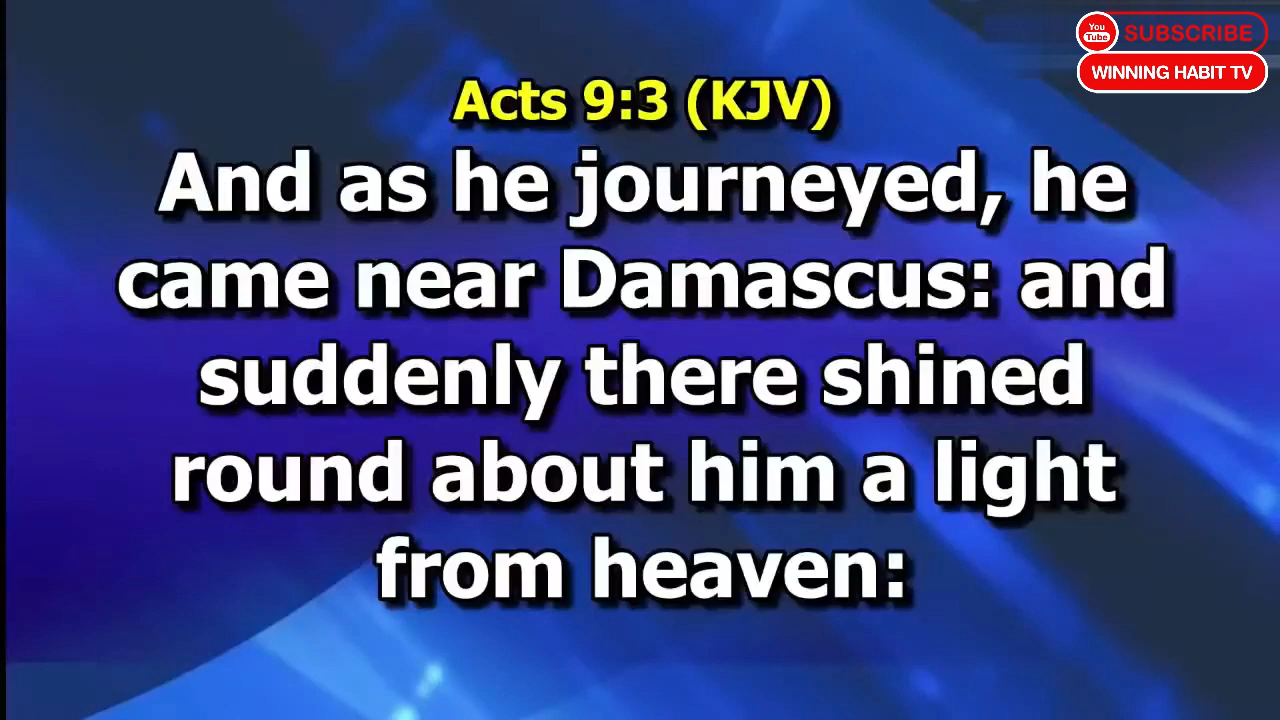 You
Tube
SUBSCRIBE
WINNING HABIT TV
Acts 9:3 (KJV)
And as he journeyed, he
came near Damascus: and
suddenly there shined
round about him a light
from heaven: